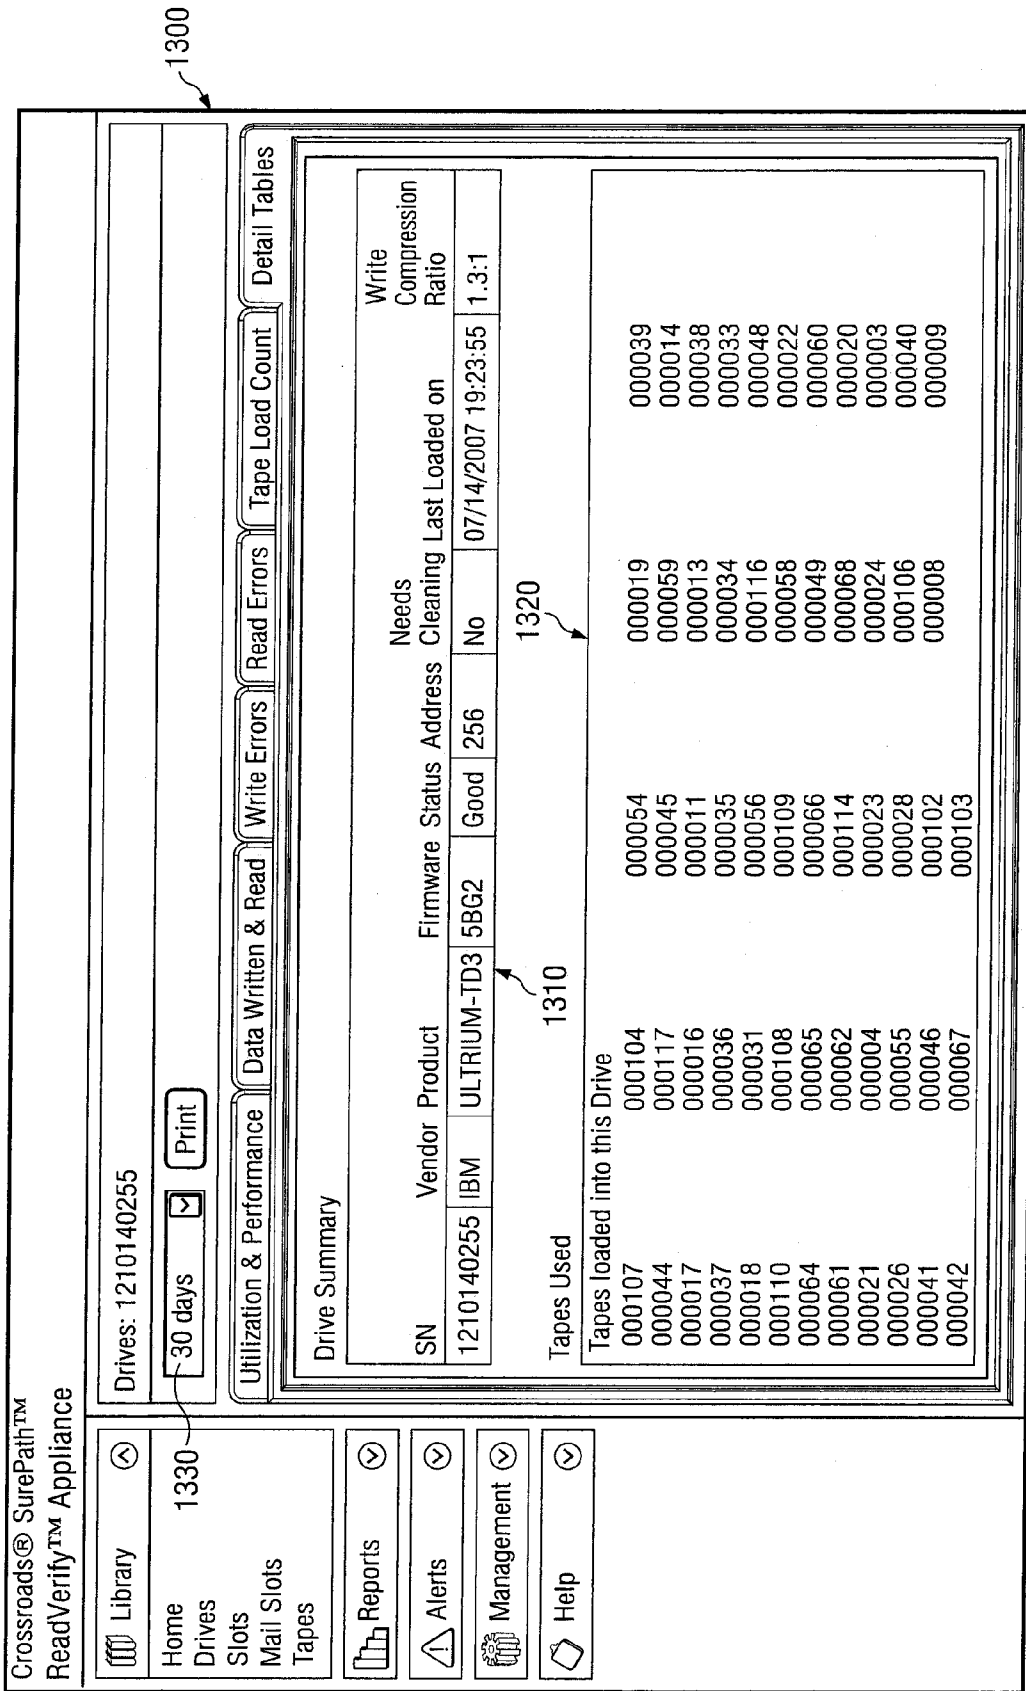 1300
Crossroads® SurePath™
ReadVerify™ Appliance
Library
Home
Drives
Slots
Mail Slots
Tapes
Reports
Alerts
Management
Help
Drives: 1210140255
1330
30 days
Print
Utilization & Performance
Data Written & Read
Write Errors
Read Errors
Tape Load Count
Detail Tables
Drive Summary
SN Vendor Product Firmware Status Address Needs Cleaning Last Loaded on Write Compression Ratio
1210140255 IBM ULTRIUM-TD3 5BG2 Good 256 No 07/14/2007 19:23:55 1.3:1
1310
1320
Tapes Used
Tapes loaded into this Drive
000107 000104 000054 000019 000039
000044 000117 000045 000059 000014
000017 000016 000011 000013 000038
000037 000036 000035 000034 000033
000018 000031 000056 000116 000048
000110 000108 000109 000058 000022
000064 000065 000066 000049 000060
000061 000062 000114 000068 000020
000021 000004 000023 000024 000003
000026 000055 000028 000106 000040
000041 000046 000102 000008 000009
000042 000067 000103